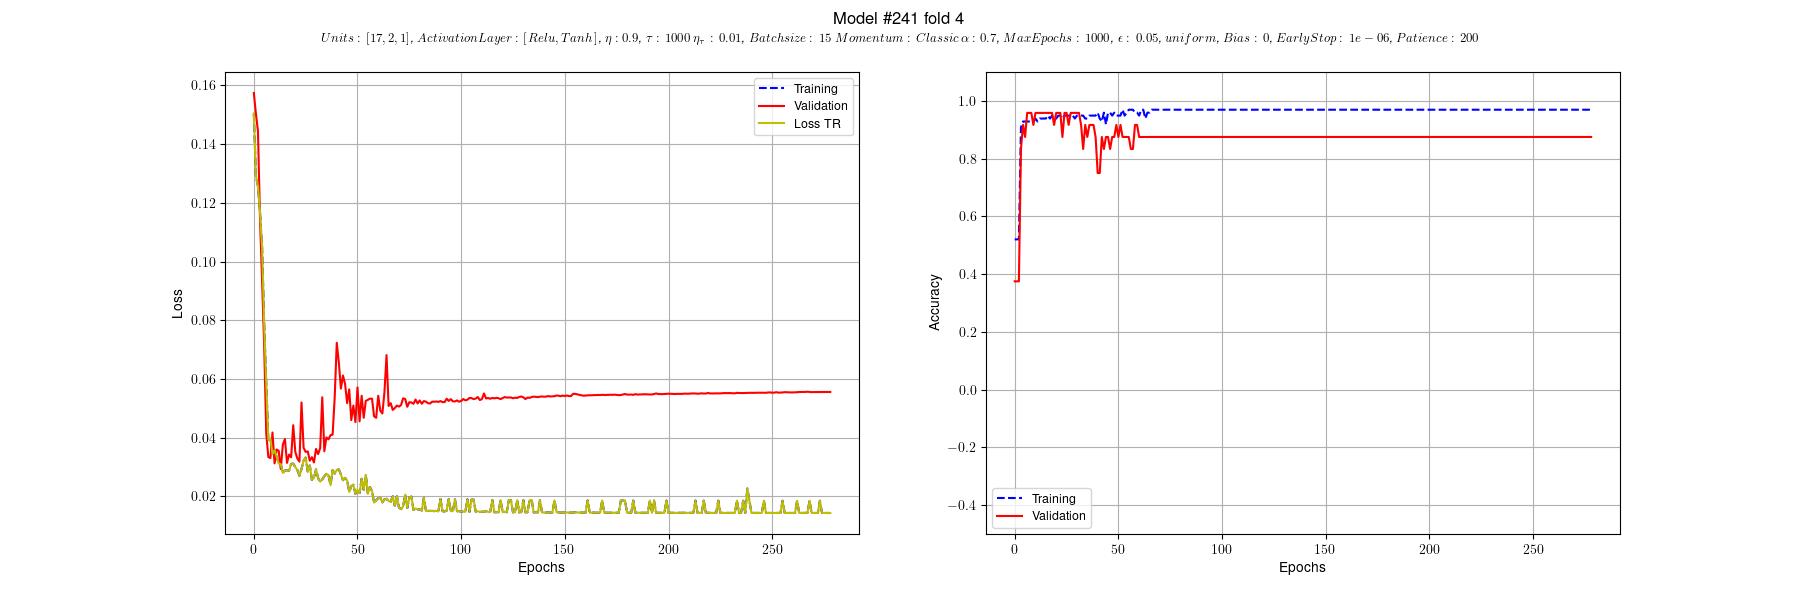 Model #241 fold 4
Units : [17, 2, 1], ActivationLayer : [Relu, Tanh], η : 0.9, τ : 1000 ητ : 0.01, Batchsize : 15 Momentum : Classic α : 0.7, MaxEpochs : 1000, ϵ : 0.05, uniform, Bias : 0, EarlyStop : 1e − 06, Patience : 200
0.16
0.14
0.12
0.10
0.08
0.06
0.04
0.02
Loss
0
50
100
150
200
250
Epochs
Training
Validation
Loss TR
1.0
0.8
0.6
0.4
0.2
0.0
−0.2
−0.4
Accuracy
0
50
100
150
200
250
Epochs
Training
Validation